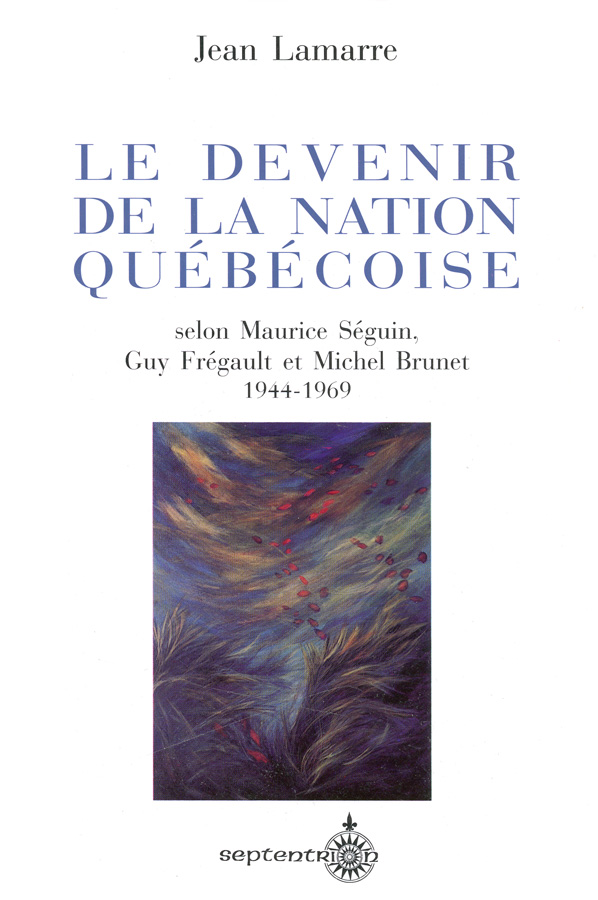 Jean Lamarre
LE DEVENIR
DE LA NATION
QUÉBÉCOISE
selon Maurice Séguin,
Guy Frégault et Michel Brunet
1944-1969
septentrion